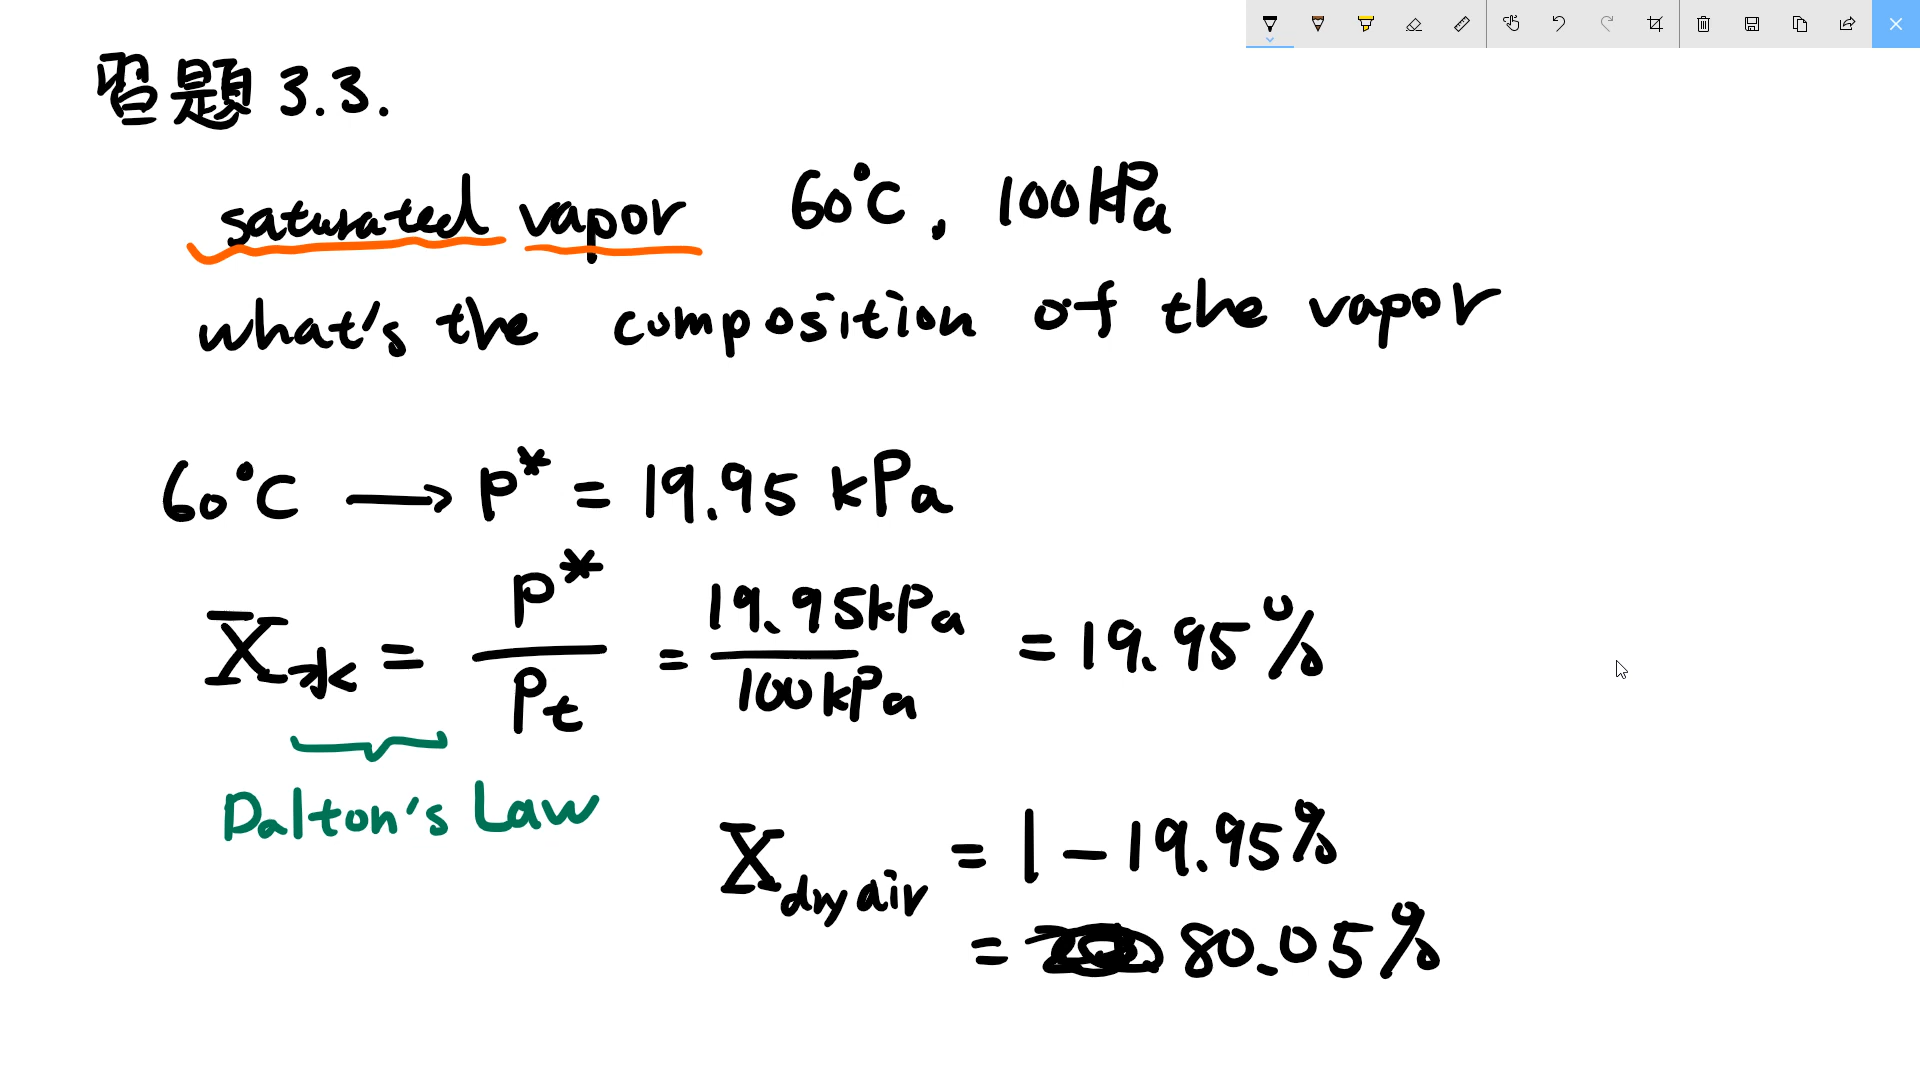 習題 3.3.
saturated vapor 60°C, 100kPa
what's the composition of the vapor
60°C → P* = 19.95 kPa
X水 = P*/Pt = 19.95kPa/100kPa = 19.95%
Dalton's Law
Xdry air = 1 - 19.95%
= 80.05%